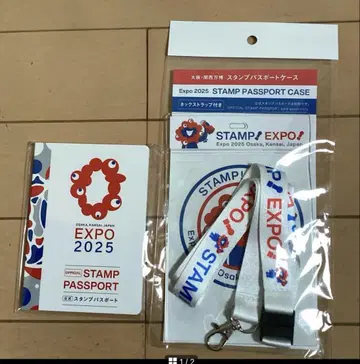 OSAKA, KANSAI, JAPAN
EXPO
2025
OFFICIAL STAMP
PASSPORT
公式 スタンプパスポート
大阪・関西万博 スタンプパスポートケース
Expo 2025 STAMP PASSPORT CASE
ネックストラップ付き
STAMP! EXPO!
Expo 2025 Osaka, Kansai, Japan
STAMP
EXPO!
STAM
EXPO!
Osaka
1 / 2